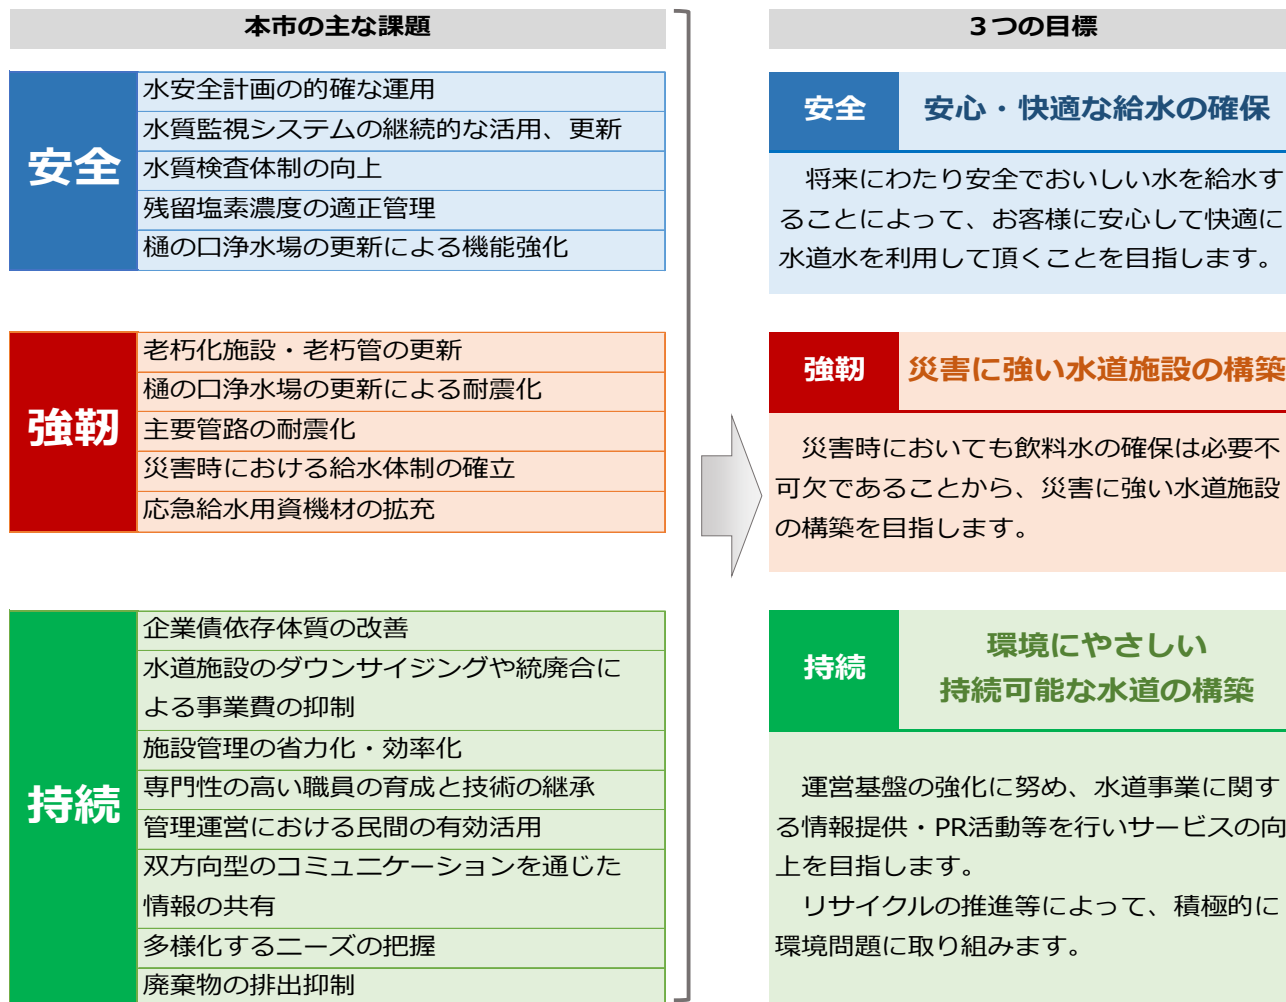 本市の主な課題
安全
水安全計画の的確な運用
水質監視システムの継続的な活用、更新
水質検査体制の向上
残留塩素濃度の適正管理
樋の口浄水場の更新による機能強化
強靭
老朽化施設・老朽管の更新
樋の口浄水場の更新による耐震化
主要管路の耐震化
災害時における給水体制の確立
応急給水用資機材の拡充
持続
企業債依存体質の改善
水道施設のダウンサイジングや統廃合に
よる事業費の抑制
施設管理の省力化・効率化
専門性の高い職員の育成と技術の継承
管理運営における民間の有効活用
双方向型のコミュニケーションを通じた
情報の共有
多様化するニーズの把握
廃棄物の排出抑制
３つの目標
安全
安心・快適な給水の確保
将来にわたり安全でおいしい水を給水す
ることによって、お客様に安心して快適に
水道水を利用して頂くことを目指します。
強靭
災害に強い水道施設の構築
災害時においても飲料水の確保は必要不
可欠であることから、災害に強い水道施設
の構築を目指します。
持続
環境にやさしい
持続可能な水道の構築
運営基盤の強化に努め、水道事業に関す
る情報提供・PR活動等を行いサービスの向
上を目指します。
リサイクルの推進等によって、積極的に
環境問題に取り組みます。